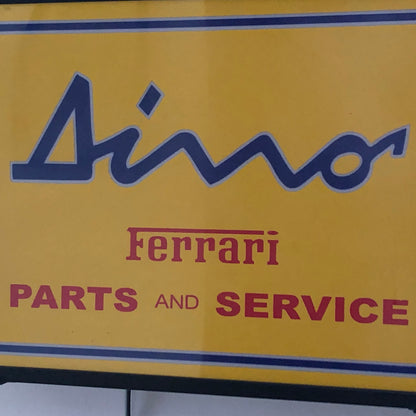 Dino
Ferrari
PARTS AND SERVICE